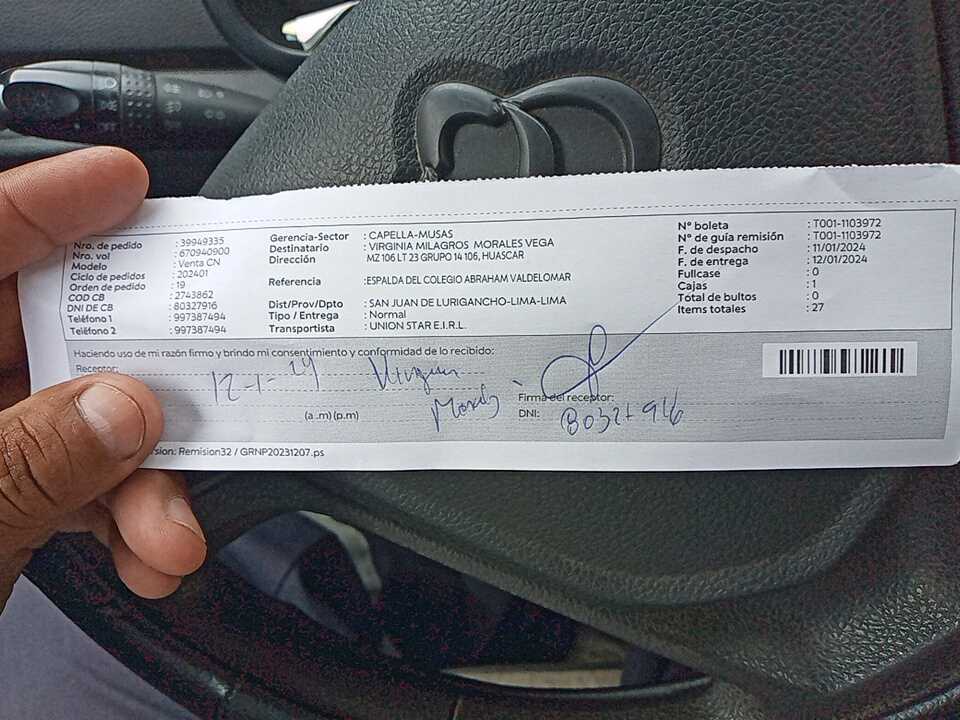 Nro. de pedido : 39949335
Nro. vol : 670940900
Modelo : Venta CN
Ciclo de pedidos : 202401
Orden de pedido : 19
COD CB : 2743862
DNI DE CB : 80327916
Teléfono 1 : 997387494
Teléfono 2 : 997387494
Gerencia-Sector : CAPELLA-MUSAS
Destinatario : VIRGINIA MILAGROS MORALES VEGA
Dirección MZ 106 LT 23 GRUPO 14 106, HUASCAR
Referencia : ESPALDA DEL COLEGIO ABRAHAM VALDELOMAR
Dist/Prov/Dpto : SAN JUAN DE LURIGANCHO-LIMA-LIMA
Tipo / Entrega : Normal
Transportista : UNION STAR E.I.R.L.
N° boleta : T001-1103972
N° de guía remisión : T001-1103972
F. de despacho : 11/01/2024
F. de entrega : 12/01/2024
Fullcase : 0
Cajas : 1
Total de bultos : 0
Items totales : 27
Haciendo uso de mi razón firmo y brindo mi consentimiento y conformidad de lo recibido:
Receptor:
12-1-24
(a .m) (p.m)
Firma del receptor:
DNI:
sion: Remision32 / GRNP20231207.ps